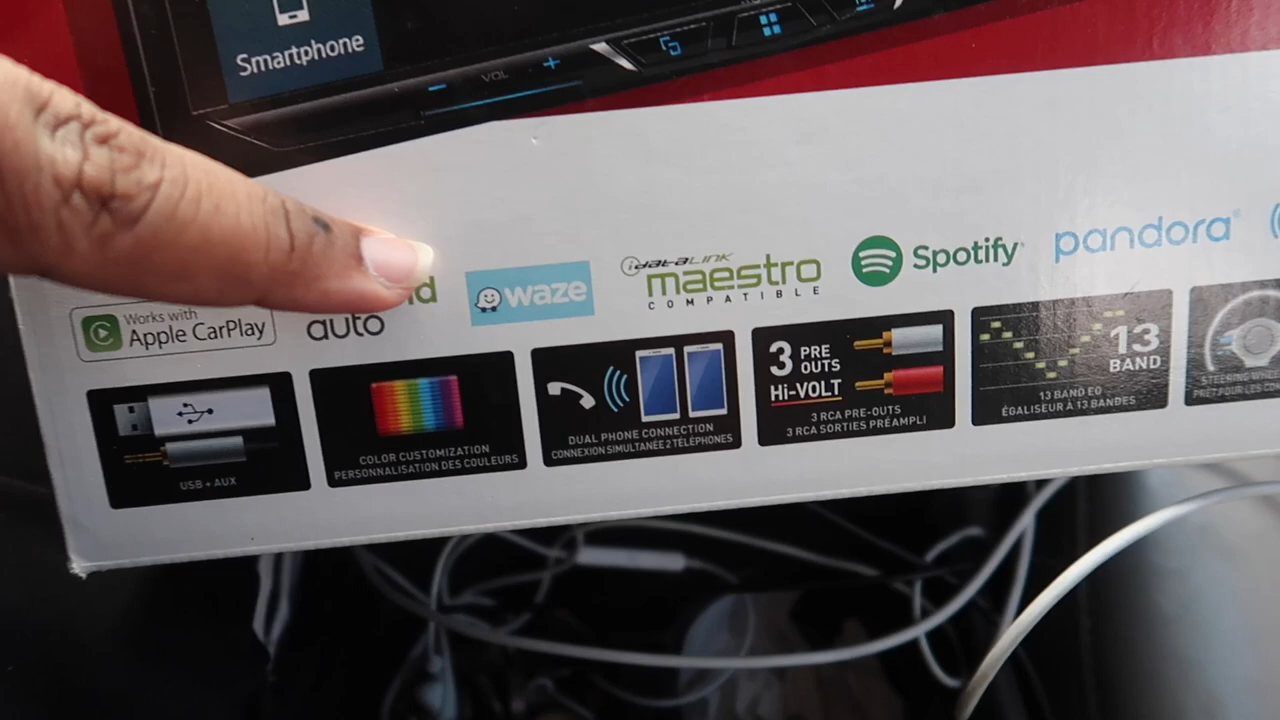 Smartphone
VOL
Works with
Apple CarPlay
auto
waze
iDataLINK
maestro
COMPATIBLE
Spotify
pandora
USB + AUX
COLOR CUSTOMIZATION
PERSONNALISATION DES COULEURS
DUAL PHONE CONNECTION
CONNEXION SIMULTANÉE 2 TÉLÉPHONES
3 PRE
OUTS
Hi-VOLT
3 RCA PRE-OUTS
3 RCA SORTIES PRÉAMPLI
13
BAND
13 BAND EQ
ÉGALISEUR À 13 BANDES